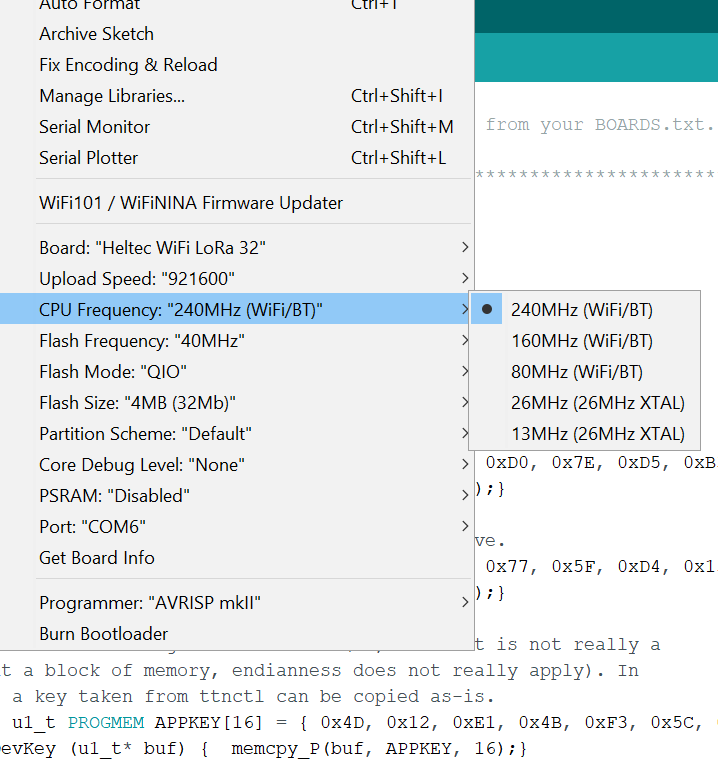 Auto Format Ctrl+T
Archive Sketch
Fix Encoding & Reload
Manage Libraries... Ctrl+Shift+I
Serial Monitor Ctrl+Shift+M
Serial Plotter Ctrl+Shift+L
from your BOARDS.txt.
**********************
WiFi101 / WiFiNINA Firmware Updater
Board: "Heltec WiFi LoRa 32"
Upload Speed: "921600"
CPU Frequency: "240MHz (WiFi/BT)"
240MHz (WiFi/BT)
Flash Frequency: "40MHz"
160MHz (WiFi/BT)
Flash Mode: "QIO"
80MHz (WiFi/BT)
Flash Size: "4MB (32Mb)"
26MHz (26MHz XTAL)
Partition Scheme: "Default"
13MHz (26MHz XTAL)
Core Debug Level: "None"
0xD0, 0x7E, 0xD5, 0xB
PSRAM: "Disabled"
);}
Port: "COM6"
ve.
Get Board Info
0x77, 0x5F, 0xD4, 0x1
);}
Programmer: "AVRISP mkII"
Burn Bootloader
t is not really a
t a block of memory, endianness does not really apply). In
a key taken from ttnctl can be copied as-is.
u1_t PROGMEM APPKEY[16] = { 0x4D, 0x12, 0xE1, 0x4B, 0xF3, 0x5C,
evKey (u1_t* buf) { memcpy_P(buf, APPKEY, 16);}